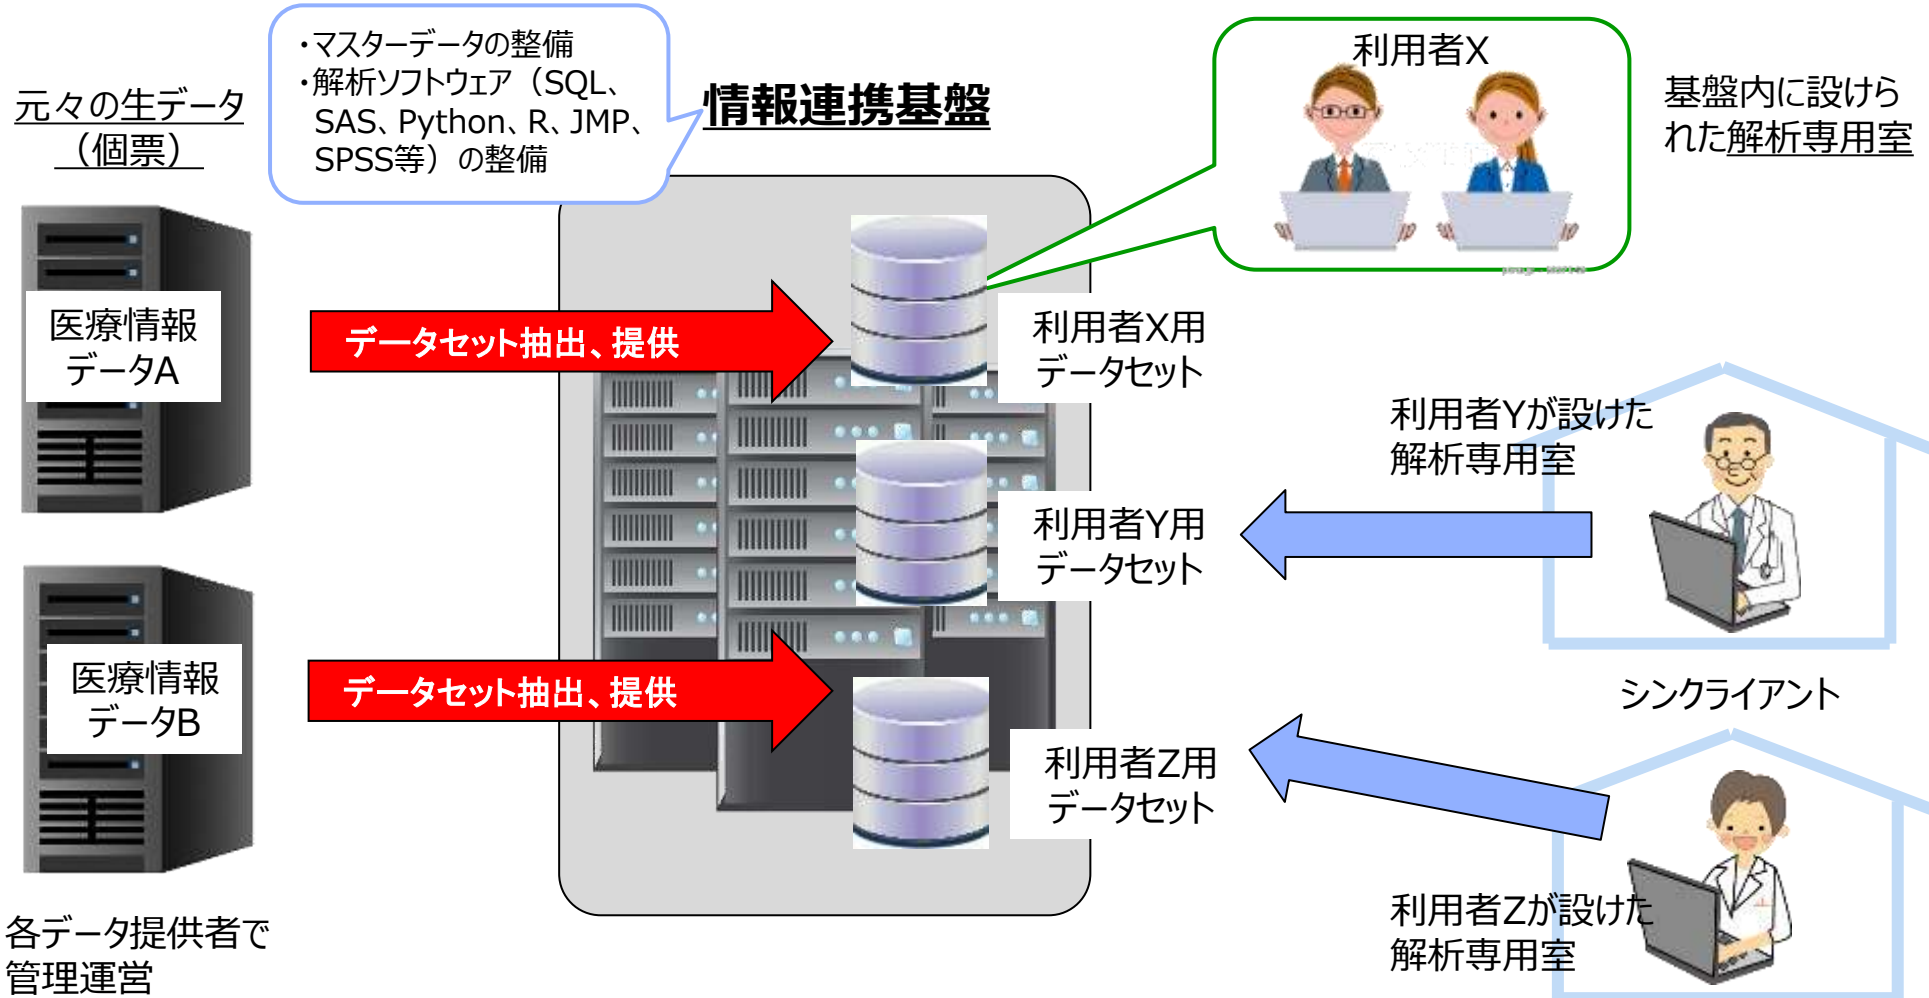 ・マスターデータの整備
・解析ソフトウェア（SQL、
SAS、Python、R、JMP、
SPSS等）の整備
元々の生データ
（個票）
情報連携基盤
利用者X
基盤内に設けら
れた解析専用室
医療情報
データA
データセット抽出、提供
利用者X用
データセット
利用者Yが設けた
解析専用室
利用者Y用
データセット
医療情報
データB
データセット抽出、提供
シンクライアント
利用者Z用
データセット
利用者Zが設けた
解析専用室
各データ提供者で
管理運営